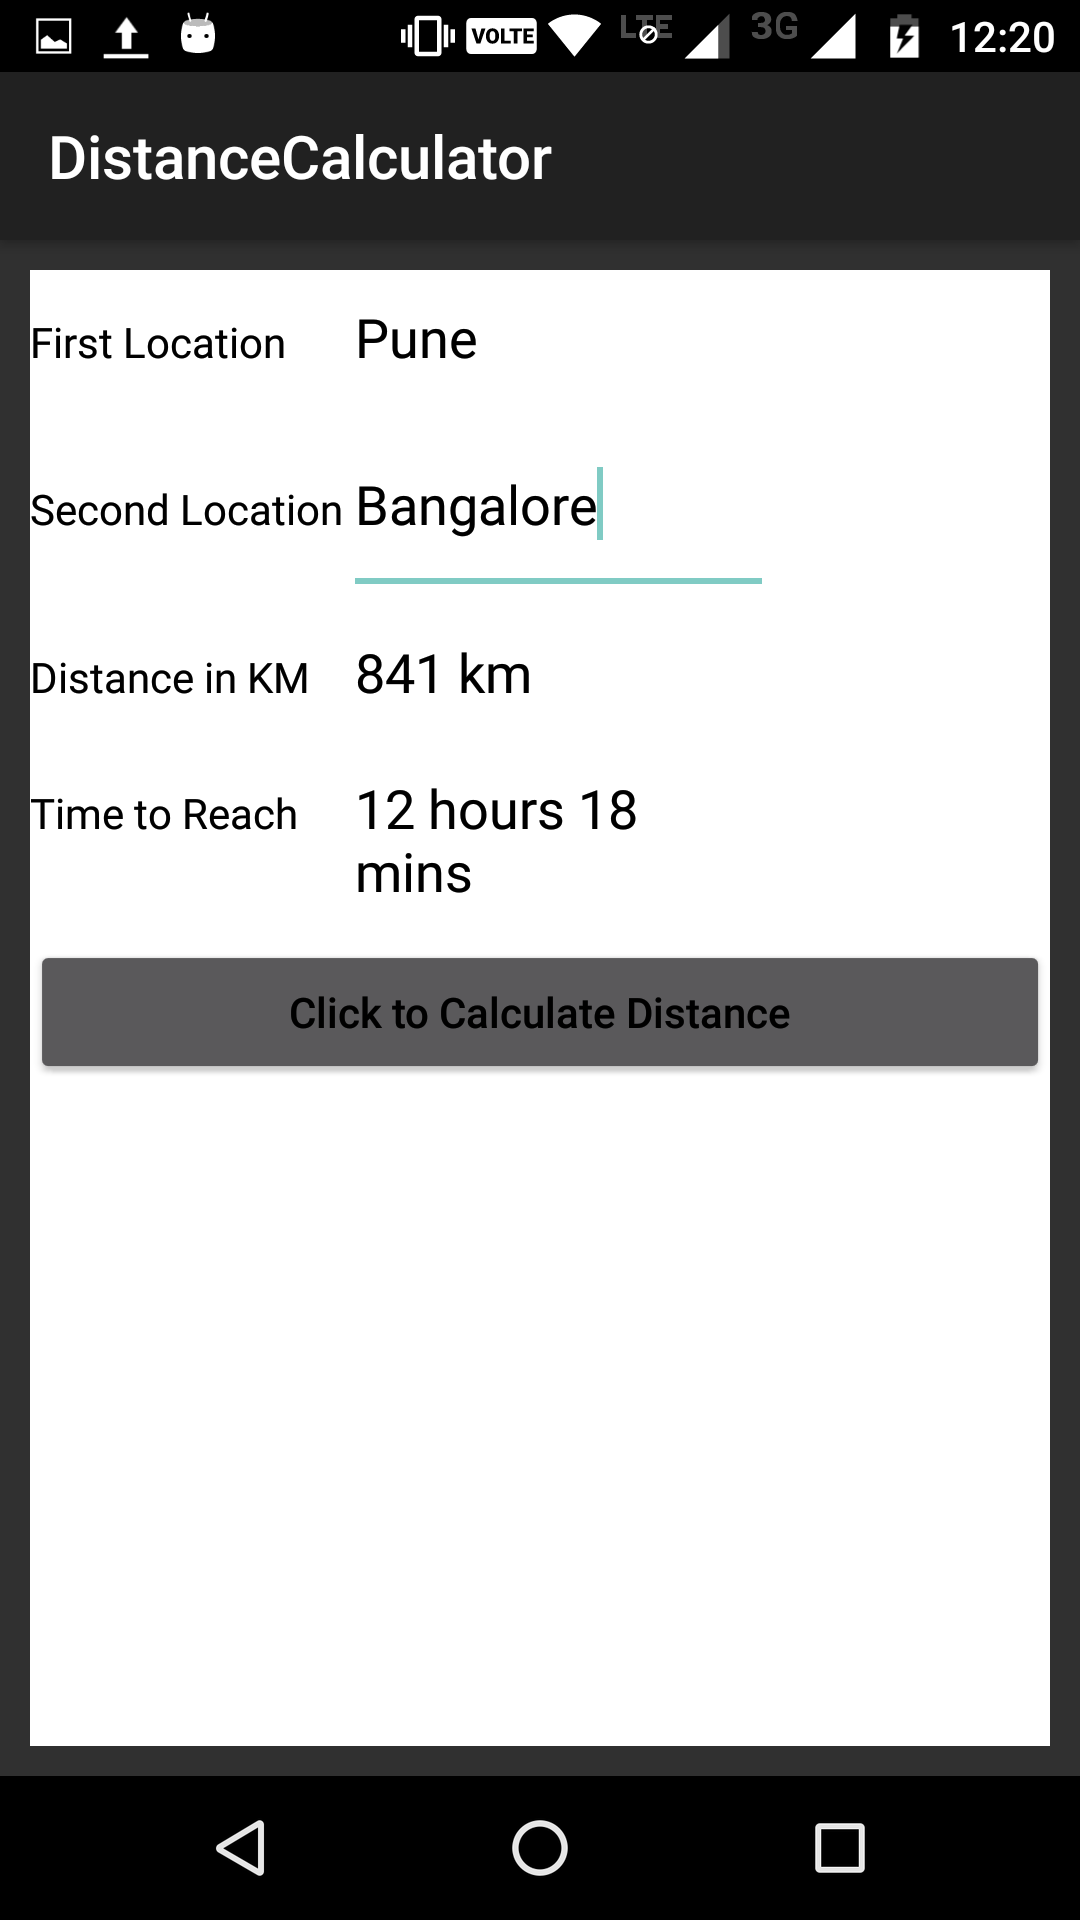 VOLTE LTE 3G 12:20
DistanceCalculator
First Location Pune
Second Location Bangalore
Distance in KM 841 km
Time to Reach 12 hours 18
mins
Click to Calculate Distance